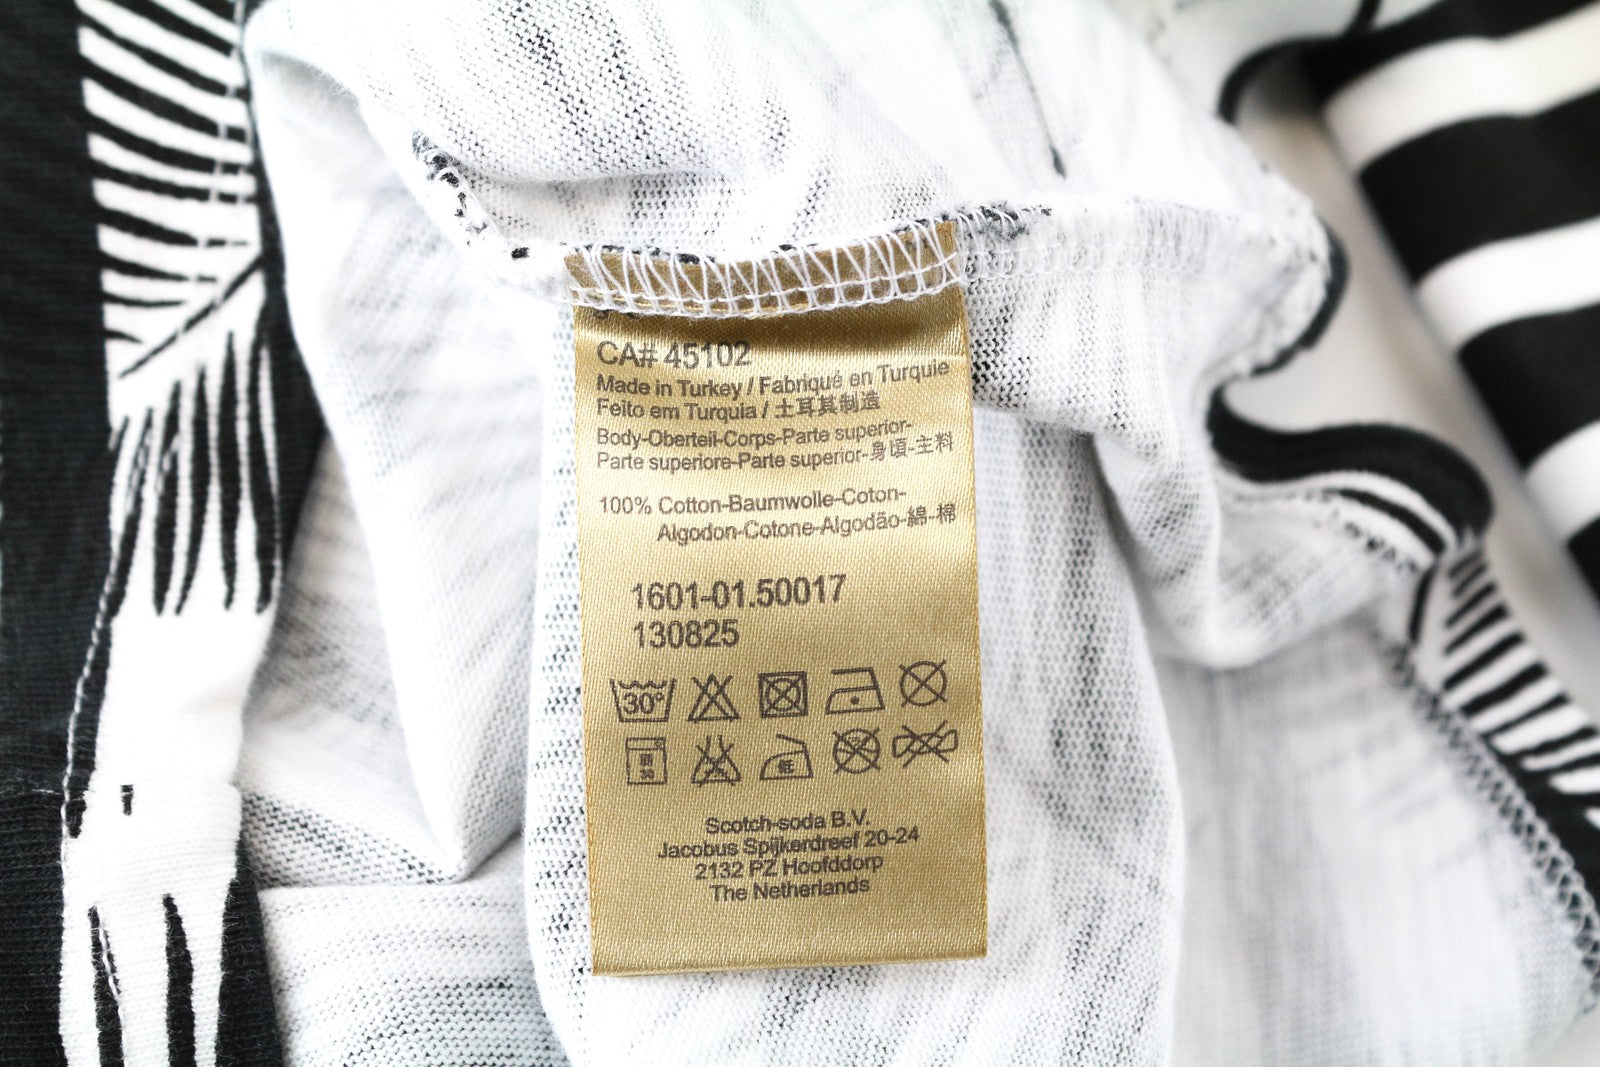 CA# 45102
Made in Turkey / Fabriqué en Turquie
Feito em Turquia / 土耳其制造
Body-Oberteil-Corps-Parte superior-
Parte superiore-Parte superior-身頃-主料
100% Cotton-Baumwolle-Coton-
Algodon-Cotone-Algodão-綿-棉
1601-01.50017
130825
30°
30
低
Scotch-soda B.V.
Jacobus Spijkerdreef 20-24
2132 PZ Hoofddorp
The Netherlands